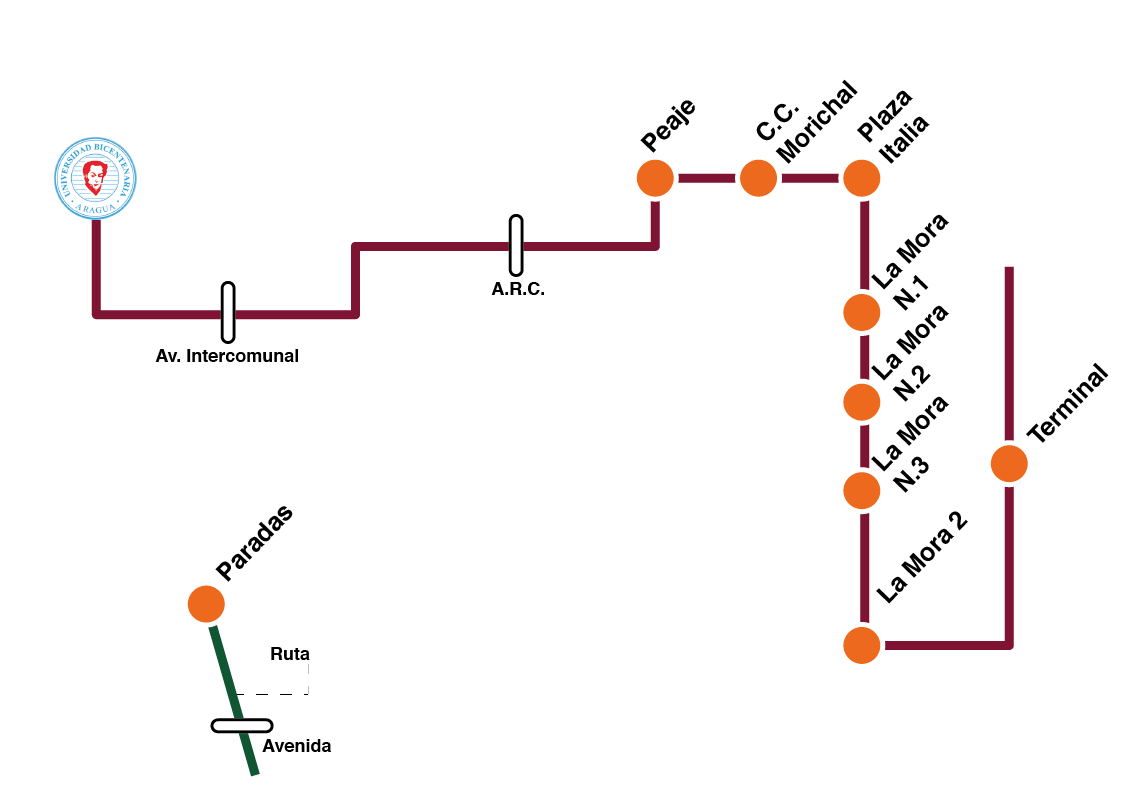 UNIVERSIDAD BICENTENARIA
ARAGUA
Av. Intercomunal
A.R.C.
Peaje
C.C.
Morichal
Plaza
Italia
La Mora
N.1
La Mora
N.2
La Mora
N.3
La Mora 2
Terminal
Paradas
Ruta
Avenida